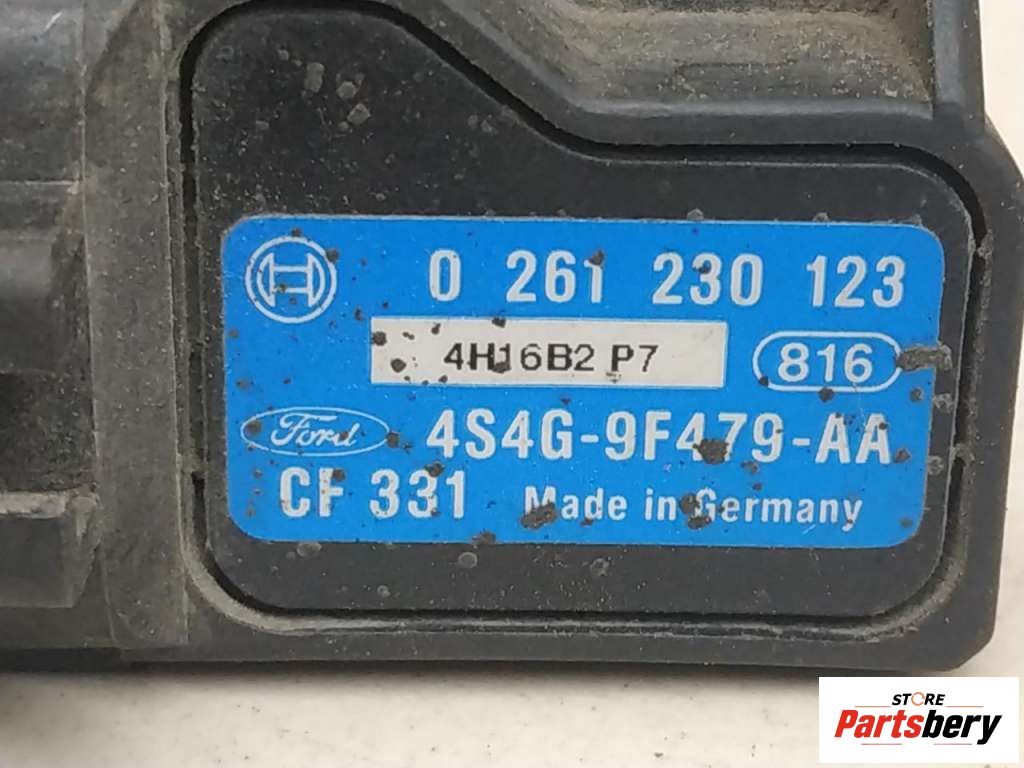 0 261 230 123
4H16B2 P7
816
Ford
4S4G-9F479-AA
CF 331 Made in Germany
STORE
Partsbery